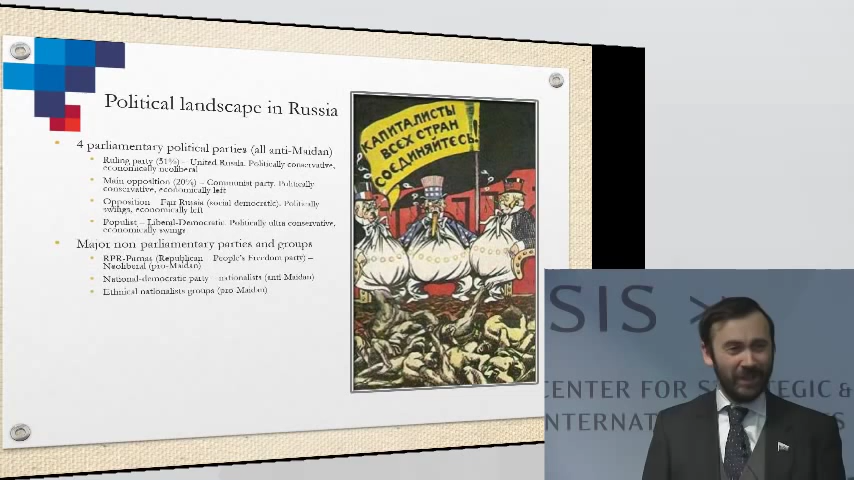 Political landscape in Russia
4 parliamentary political parties (all anti-Maidan)
Ruling party (51%) – United Russia. Politically conservative,
economically neoliberal
Main opposition (20%) – Communist party. Politically
conservative, economically left
Opposition – Fair Russia (social democratic). Politically
swings, economically left
Populist – Liberal-Democratic. Politically ultra conservative,
economically swings
Major non parliamentary parties and groups
RPR-Parnas (Republican – People's Freedom party) –
Neoliberal (pro-Maidan)
National-democratic party – nationalists (anti Maidan)
Ethnical nationalists groups (pro-Maidan)
КАПИТАЛИСТЫ
ВСЕХ СТРАН
СОЕДИНЯЙТЕСЬ!
SIS
CENTER FOR STRATEGIC &